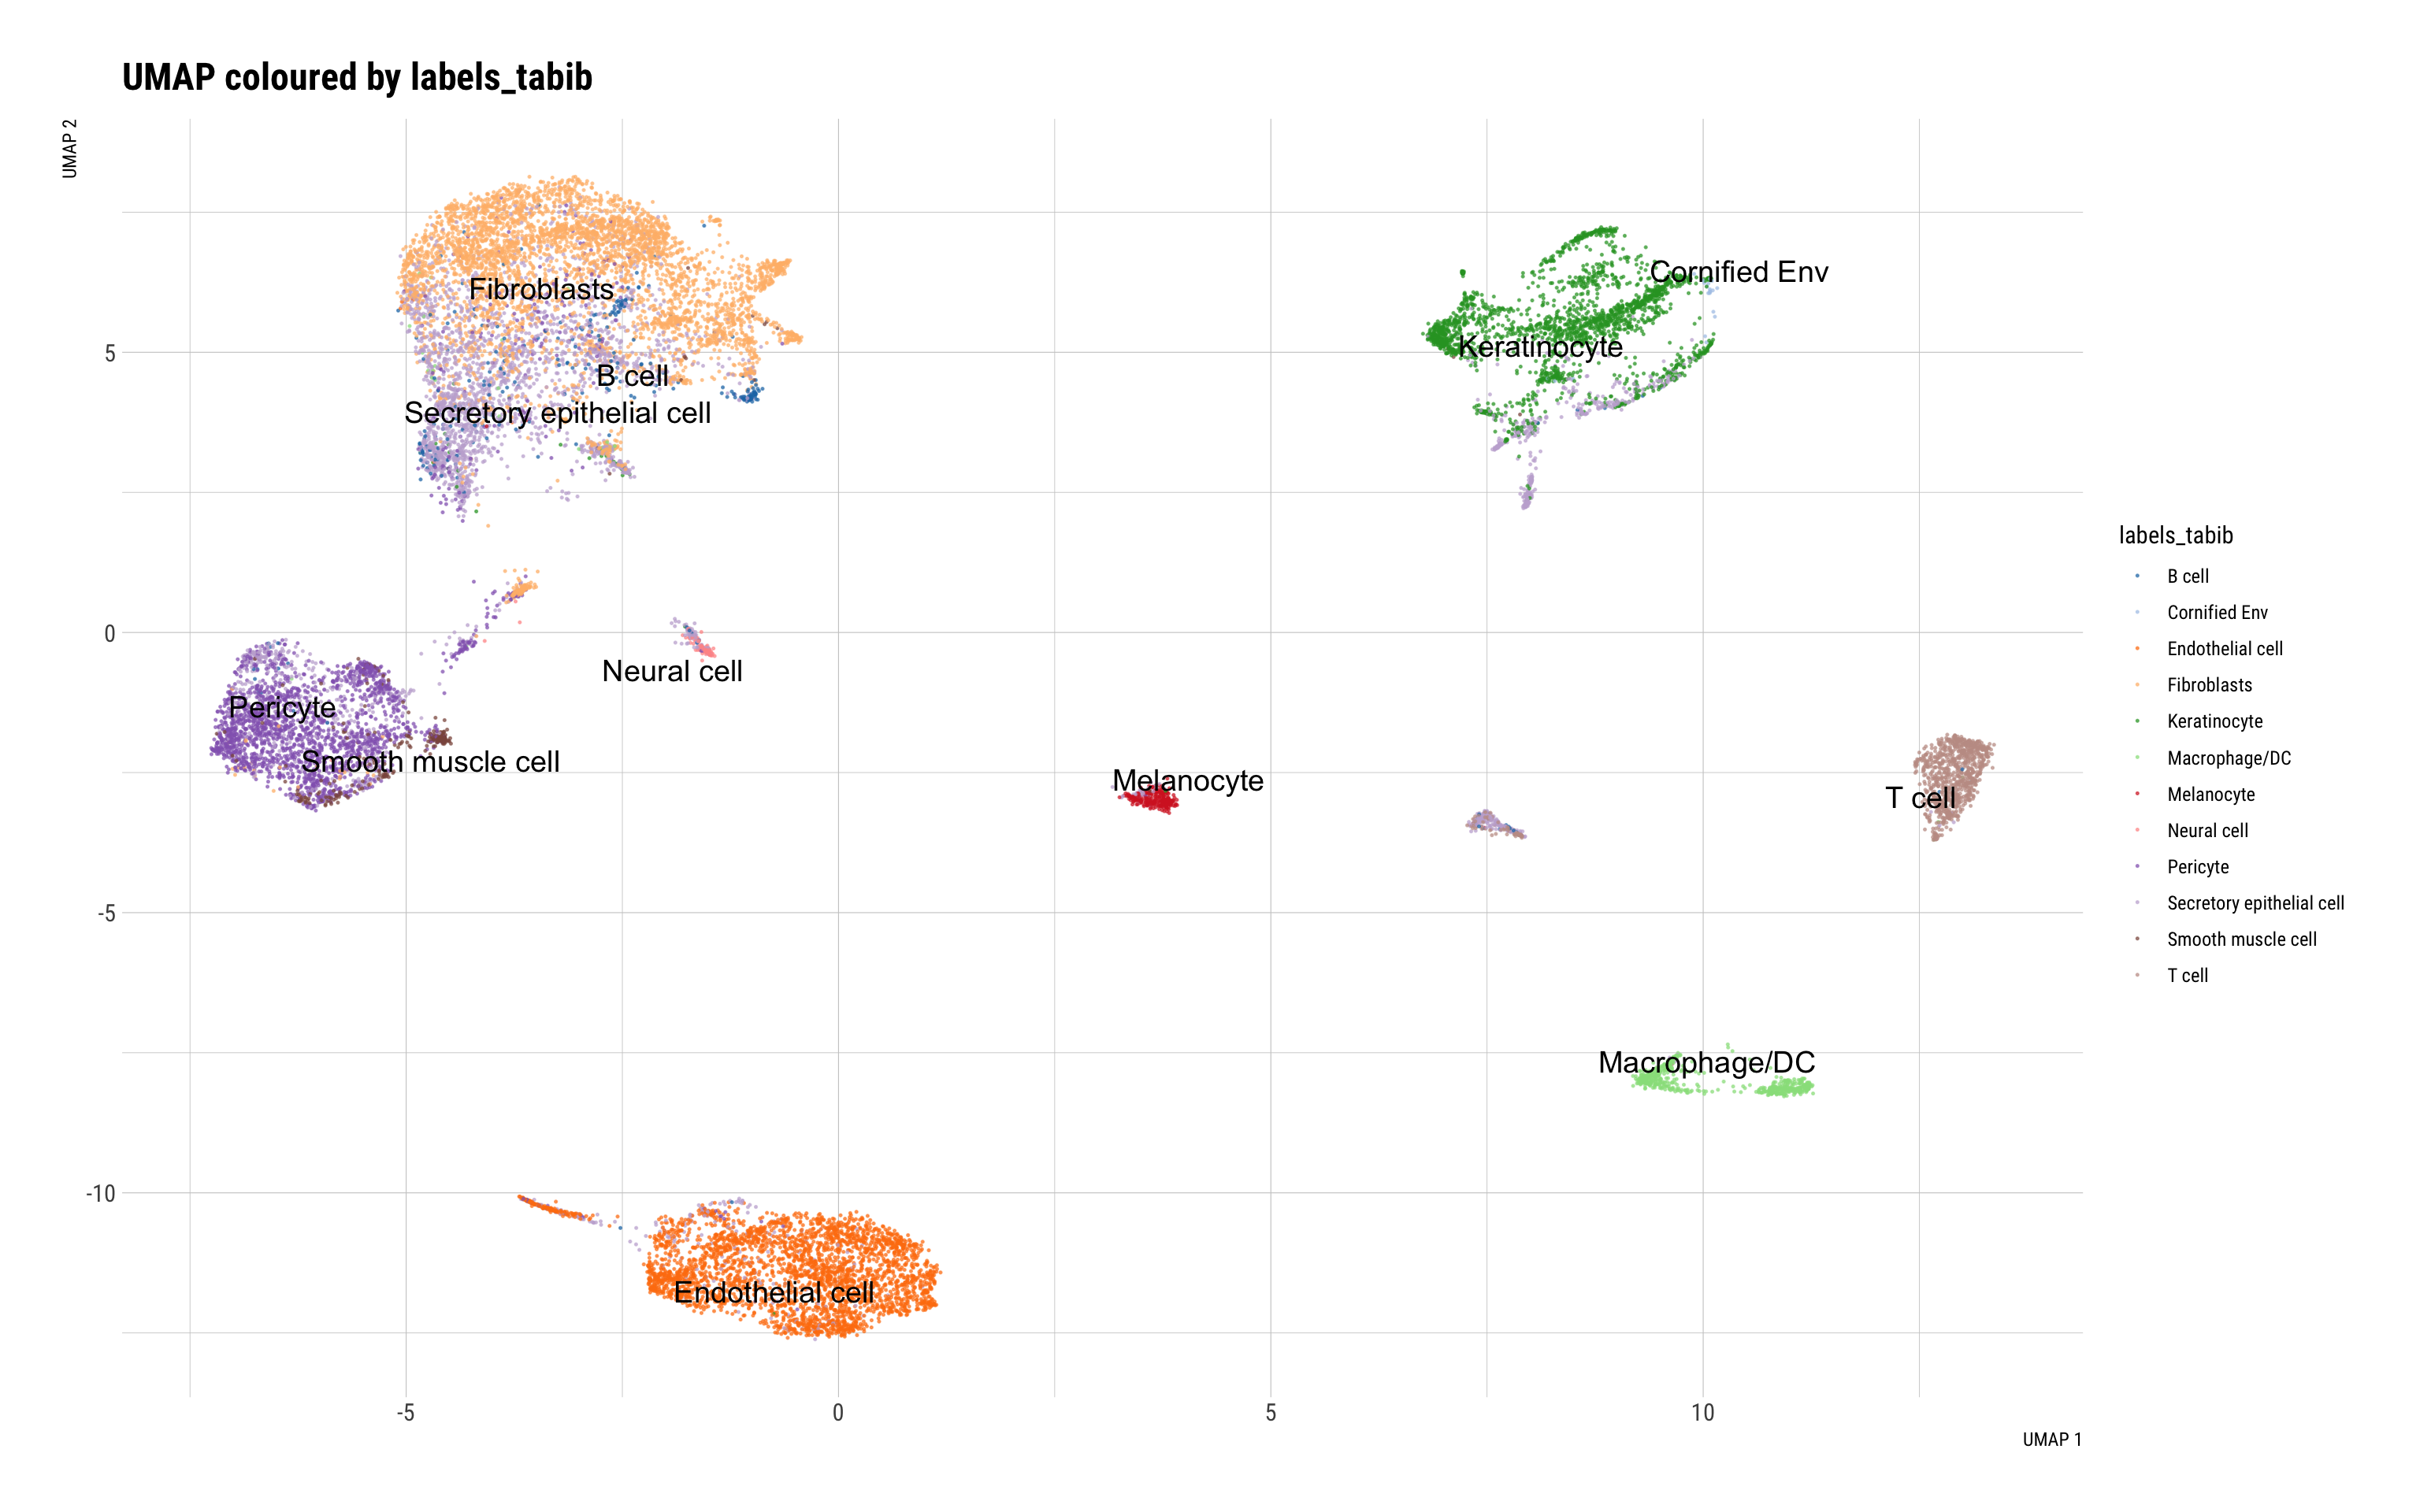 UMAP coloured by labels_tabib
UMAP 2
Fibroblasts
Cornified Env
Keratinocyte
5
B cell
Secretory epithelial cell
labels_tabib
B cell
Cornified Env
0
Endothelial cell
Neural cell
Fibroblasts
Pericyte
Keratinocyte
Smooth muscle cell
Macrophage/DC
Melanocyte
Melanocyte
T cell
Neural cell
Pericyte
-5
Secretory epithelial cell
Smooth muscle cell
T cell
Macrophage/DC
-10
Endothelial cell
-5 0 5 10
UMAP 1